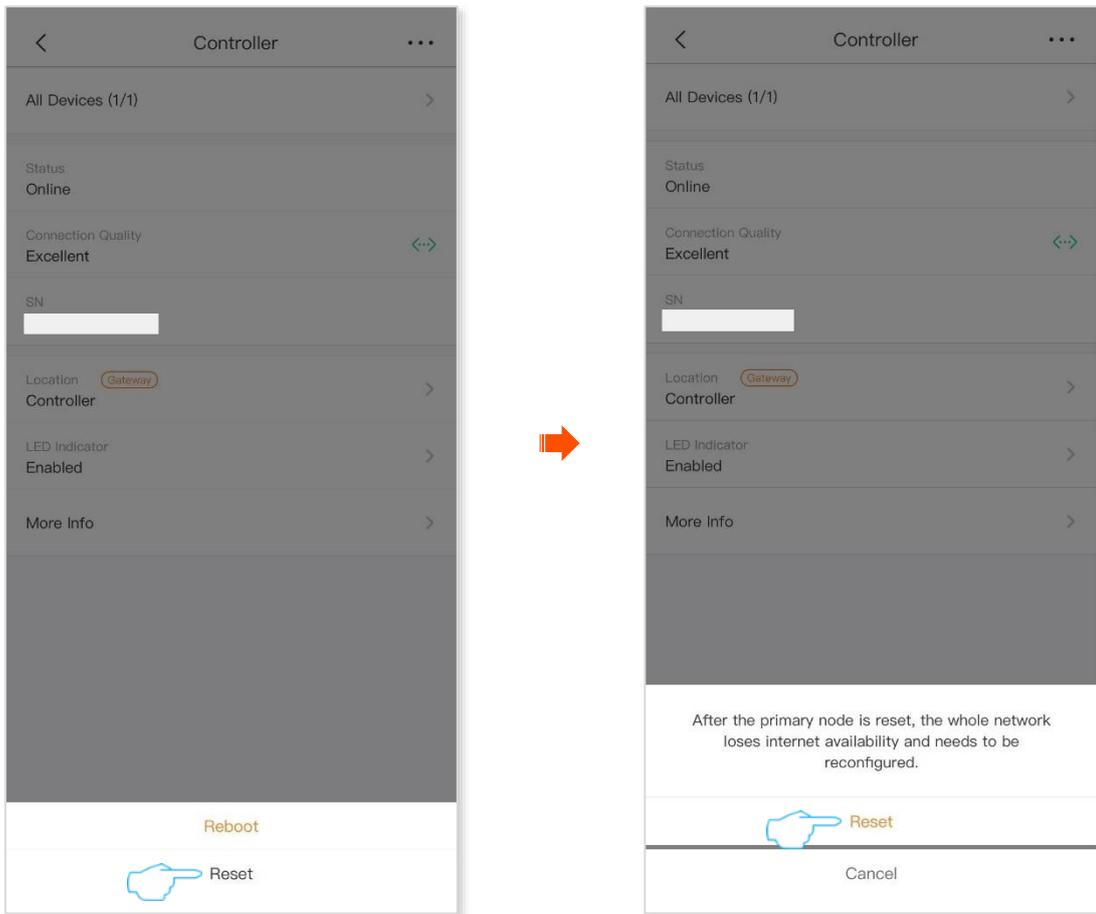 Controller
All Devices (1/1)
Status
Online
Connection Quality
Excellent
SN
Location Gateway
Controller
LED Indicator
Enabled
More Info
Reboot
Reset
Controller
All Devices (1/1)
Status
Online
Connection Quality
Excellent
SN
Location Gateway
Controller
LED Indicator
Enabled
More Info
After the primary node is reset, the whole network
loses internet availability and needs to be
reconfigured.
Reset
Cancel